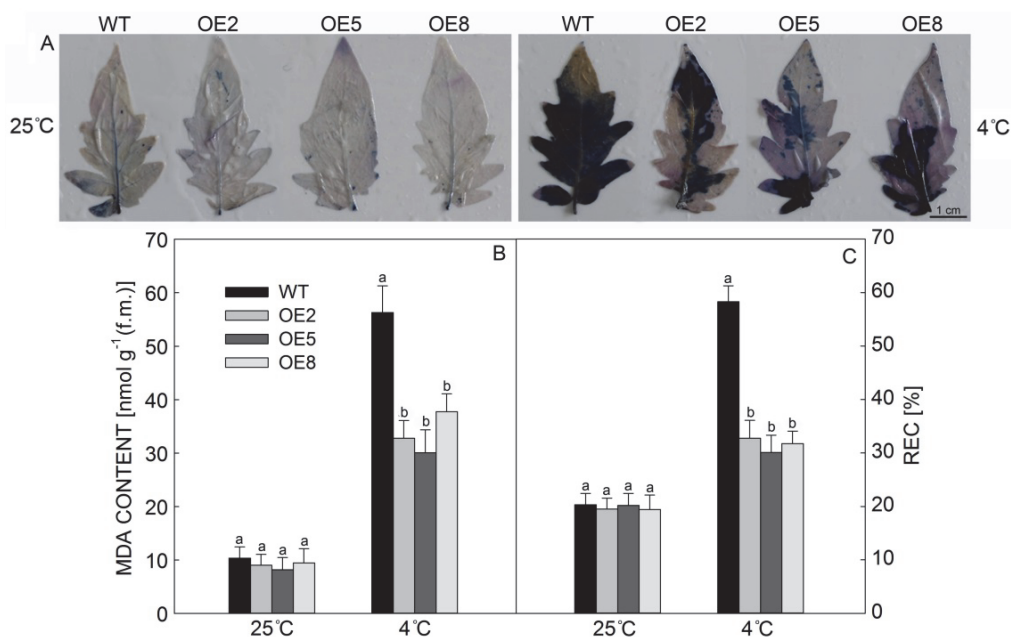 WT OE2 OE5 OE8 WT OE2 OE5 OE8
A
25°C
4°C
1 cm
B
MDA CONTENT [nmol g⁻¹ (f.m.)]
70
60
50
40
30
20
10
0
WT
OE2
OE5
OE8
a a a a
a b b b
25°C 4°C
C
a a a a
a b b b
25°C 4°C
70
60
50
40
30
20
10
0
REC [%]